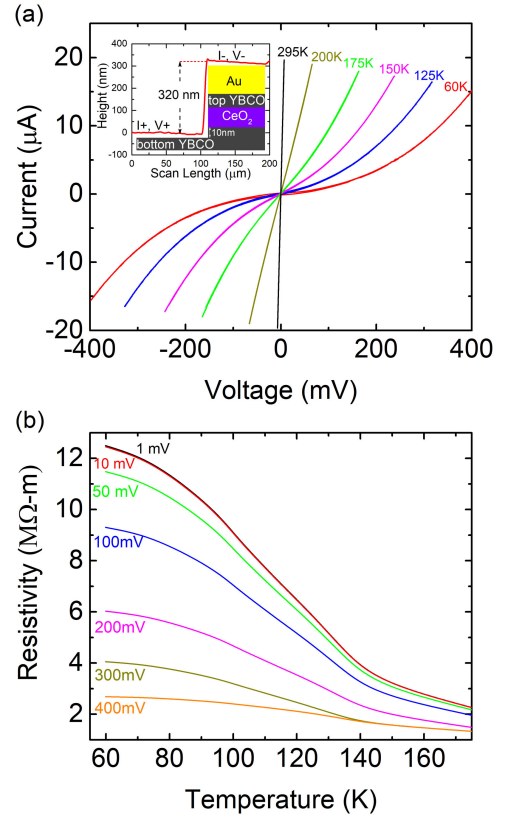 (a)
Current (μA)
20
10
0
-10
-20
-400
-200
0
200
400
Voltage (mV)
295K
200K
175K
150K
125K
60K
Height (nm)
400
300
200
100
0
-100
0
50
100
150
200
Scan Length (μm)
I-, V-
320 nm
Au
top YBCO
CeO₂
I+, V+
10nm
bottom YBCO
(b)
Resistivity (MΩ-m)
12
10
8
6
4
2
60
80
100
120
140
160
Temperature (K)
1 mV
10 mV
50 mV
100mV
200mV
300mV
400mV